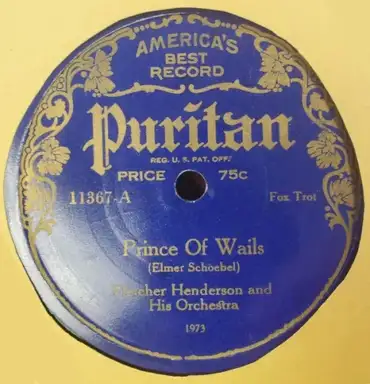 AMERICA'S
BEST
RECORD
Puritan
REG. U. S. PAT. OFF.
PRICE 75c
11367-A Fox Trot
Prince Of Wails
(Elmer Schoebel)
Fletcher Henderson and
His Orchestra
1973